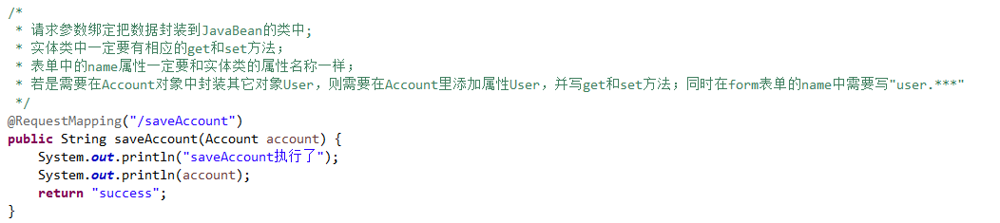 /*
 * 请求参数绑定把数据封装到JavaBean的类中;
 * 实体类中一定要有相应的get和set方法；
 * 表单中的name属性一定要和实体类的属性名称一样；
 * 若是需要在Account对象中封装其它对象User，则需要在Account里添加属性User，并写get和set方法；同时在form表单的name中需要写"user.***"
 */
@RequestMapping("/saveAccount")
public String saveAccount(Account account) {
    System.out.println("saveAccount执行了");
    System.out.println(account);
    return "success";
}